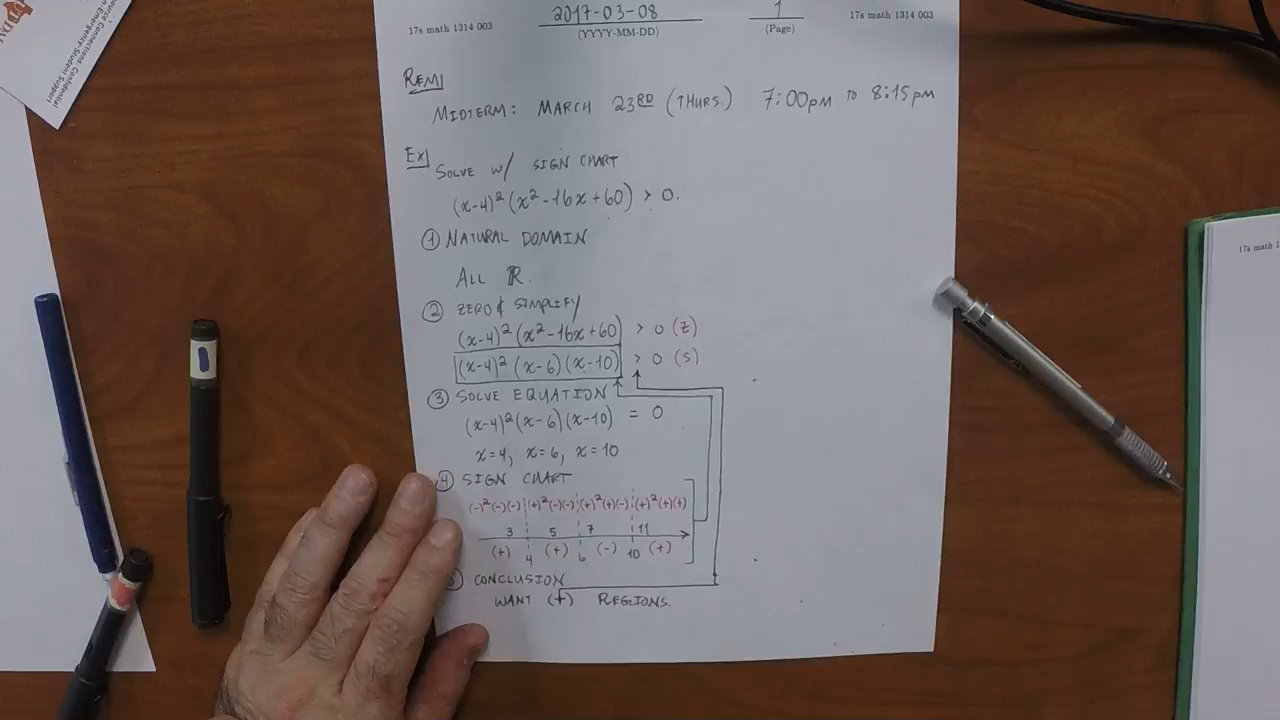 17s math 1314 003
2017-03-08
(YYYY-MM-DD)
1
(Page)
17s math 1314 003
REM
MIDTERM: MARCH 23RD (THURS.) 7:00pm TO 8:15pm
EX
SOLVE W/ SIGN CHART
(x-4)²(x²-16x+60) > 0.
① NATURAL DOMAIN
ALL ℝ.
② ZERO & SIMPLIFY
(x-4)²(x²-16x+60) > 0 (Z)
(x-4)²(x-6)(x-10) > 0 (S)
③ SOLVE EQUATION
(x-4)²(x-6)(x-10) = 0
x=4, x=6, x=10
④ SIGN CHART
(-)²(-)(-) (+)²(-)(-) (+)²(+)(-) (+)²(+)(+)
3 5 7 11
(+) 4 (+) 6 (-) 10 (+)
CONCLUSION
WANT (+) REGIONS.
Confidential
Emergency Student Support
17s math 1